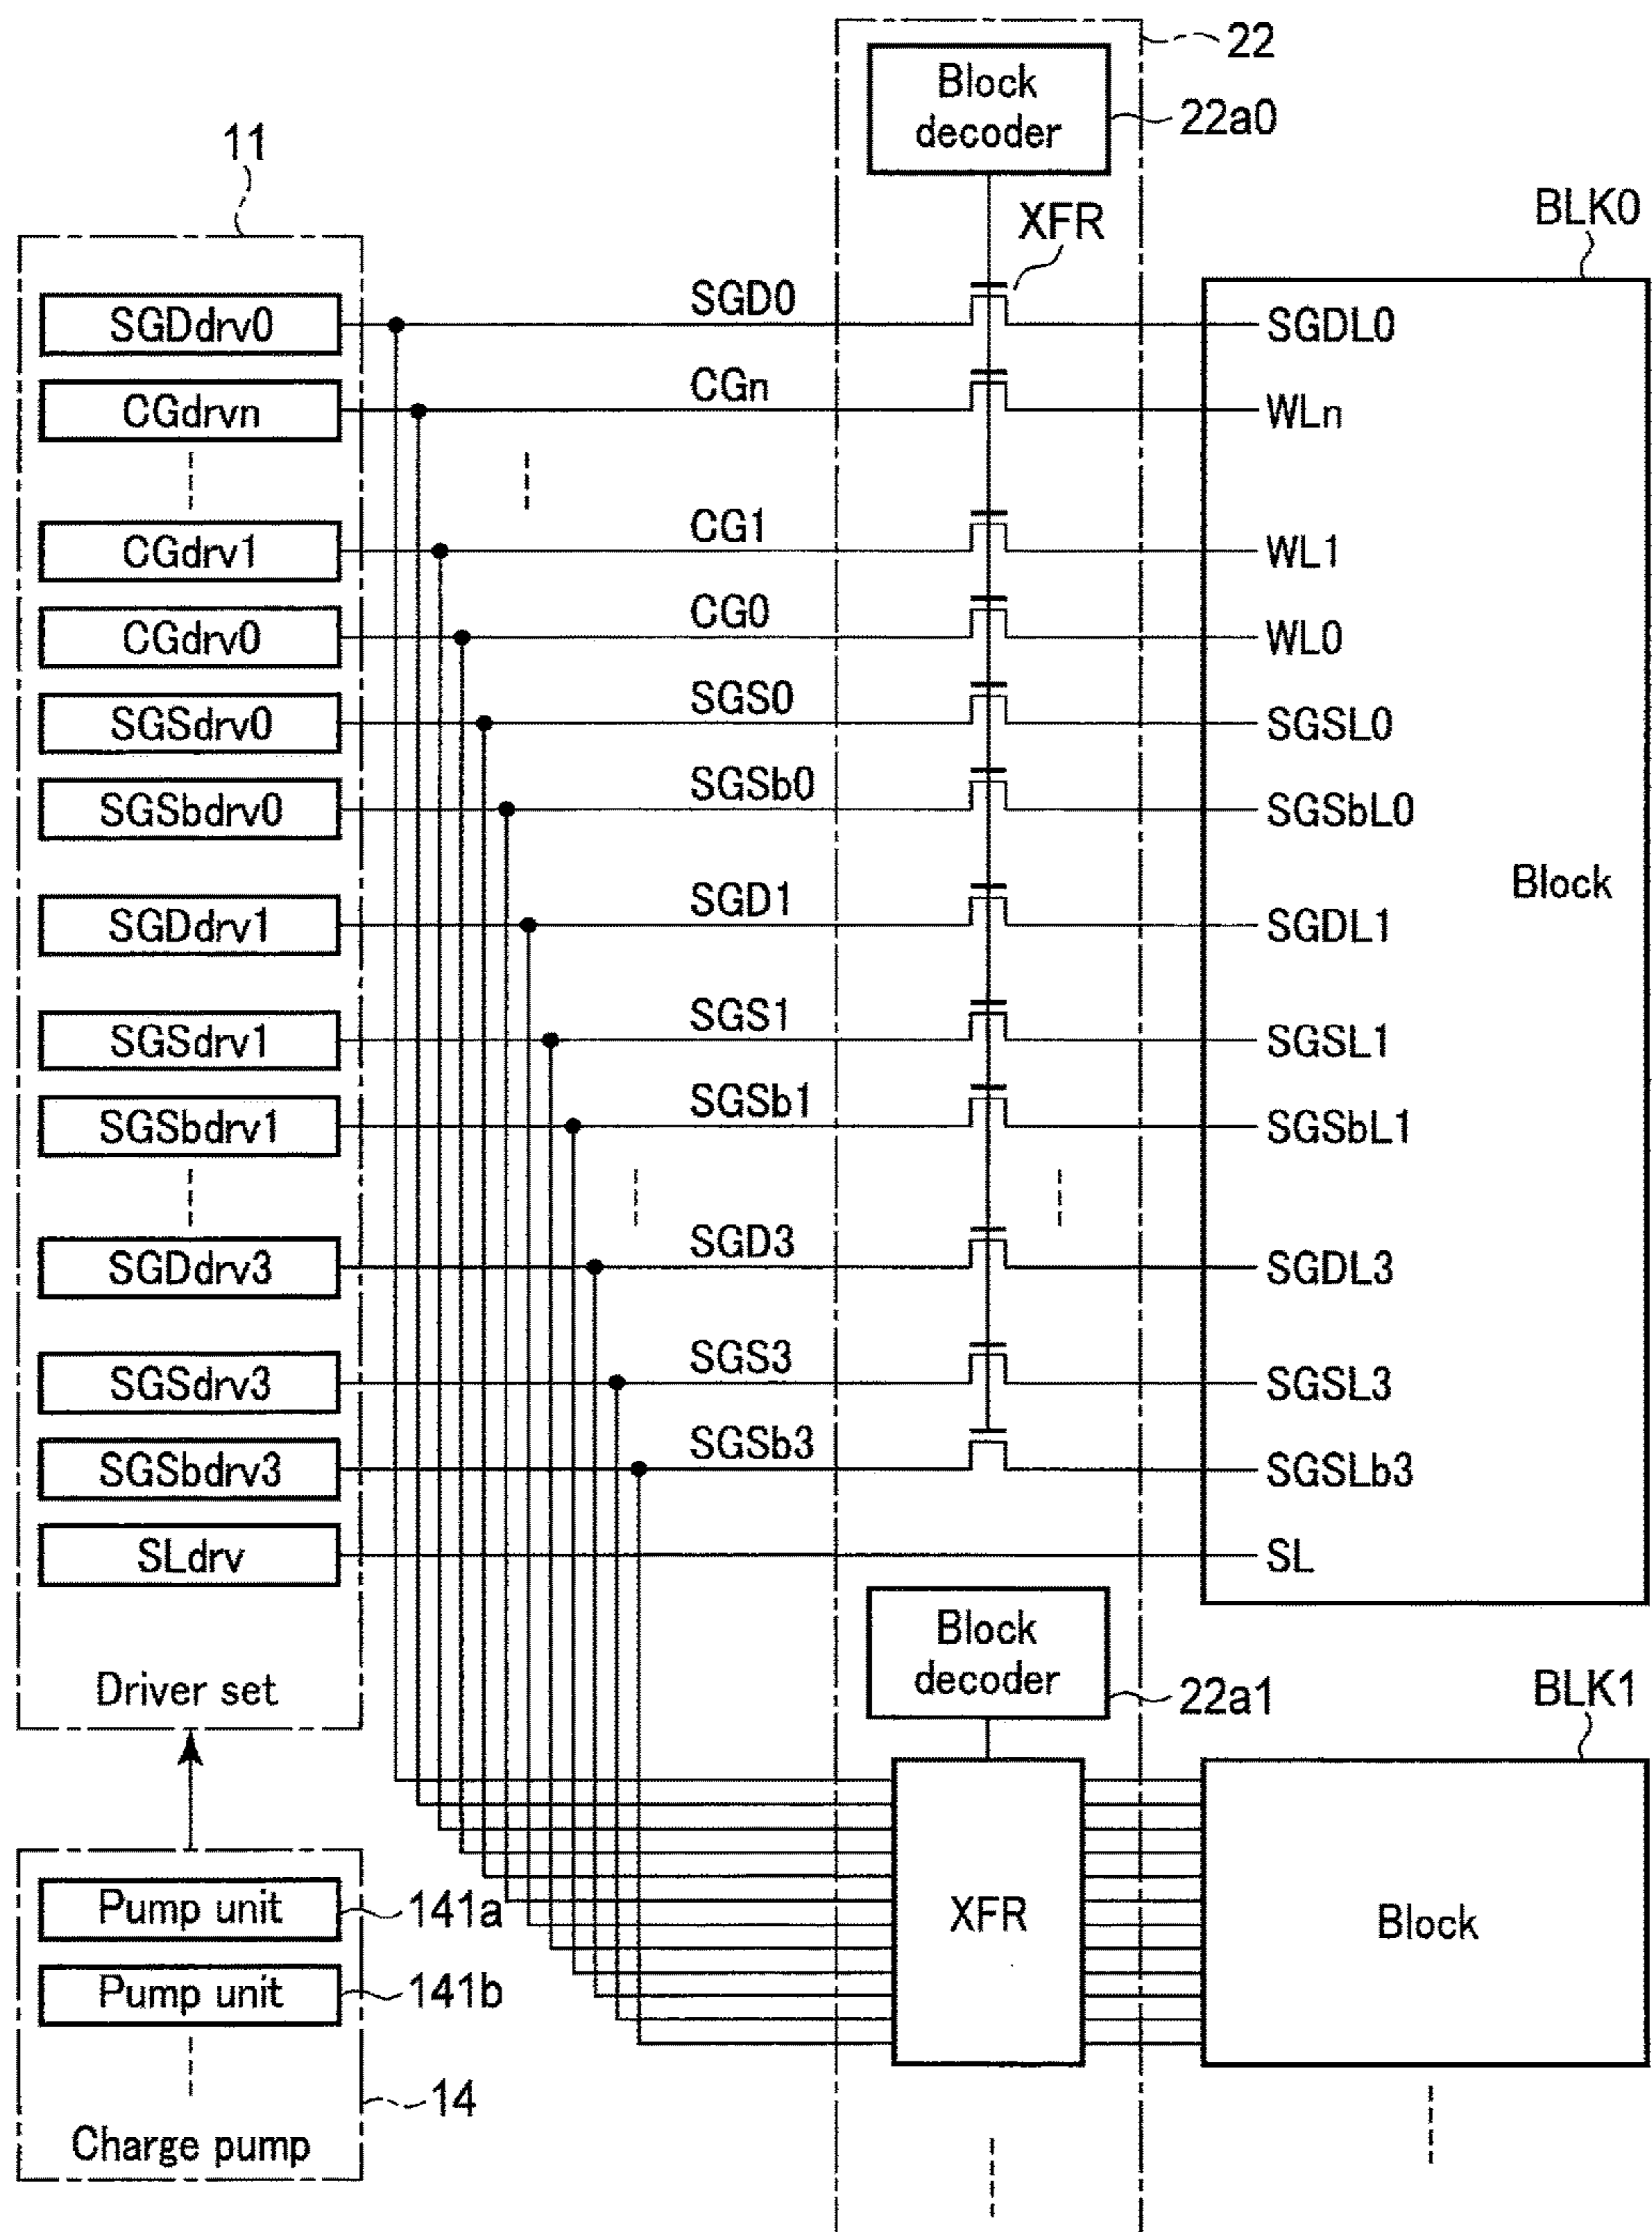 22
Block
decoder
22a0
11
XFR
BLK0
SGDdrv0
SGD0
SGDL0
CGdrvn
CGn
WLn
CGdrv1
CG1
WL1
CGdrv0
CG0
WL0
SGSdrv0
SGS0
SGSL0
SGSbdrv0
SGSb0
SGSbL0
Block
SGDdrv1
SGD1
SGDL1
SGSdrv1
SGS1
SGSL1
SGSbdrv1
SGSb1
SGSbL1
SGDdrv3
SGD3
SGDL3
SGSdrv3
SGS3
SGSL3
SGSbdrv3
SGSb3
SGSLb3
SLdrv
SL
Block
decoder
22a1
Driver set
BLK1
Pump unit
141a
XFR
Block
Pump unit
141b
14
Charge pump